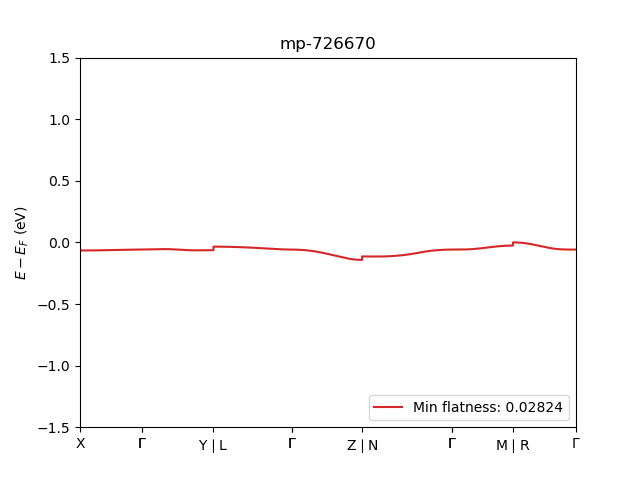 mp-726670
E − E_F (eV)
1.5
1.0
0.5
0.0
−0.5
−1.0
−1.5
Min flatness: 0.02824
X Γ Y | L Γ Z | N Γ M | R Γ